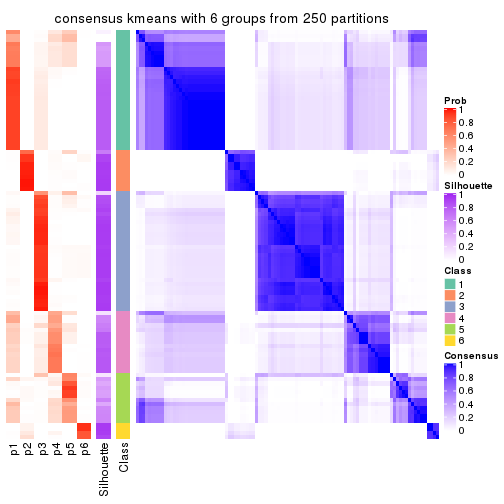 consensus kmeans with 6 groups from 250 partitions
Prob
1
0.8
0.6
0.4
0.2
0
Silhouette
1
0.8
0.6
0.4
0.2
0
Class
1
2
3
4
5
6
Consensus
1
0.8
0.6
0.4
0.2
0
p1
p2
p3
p4
p5
p6
Silhouette
Class